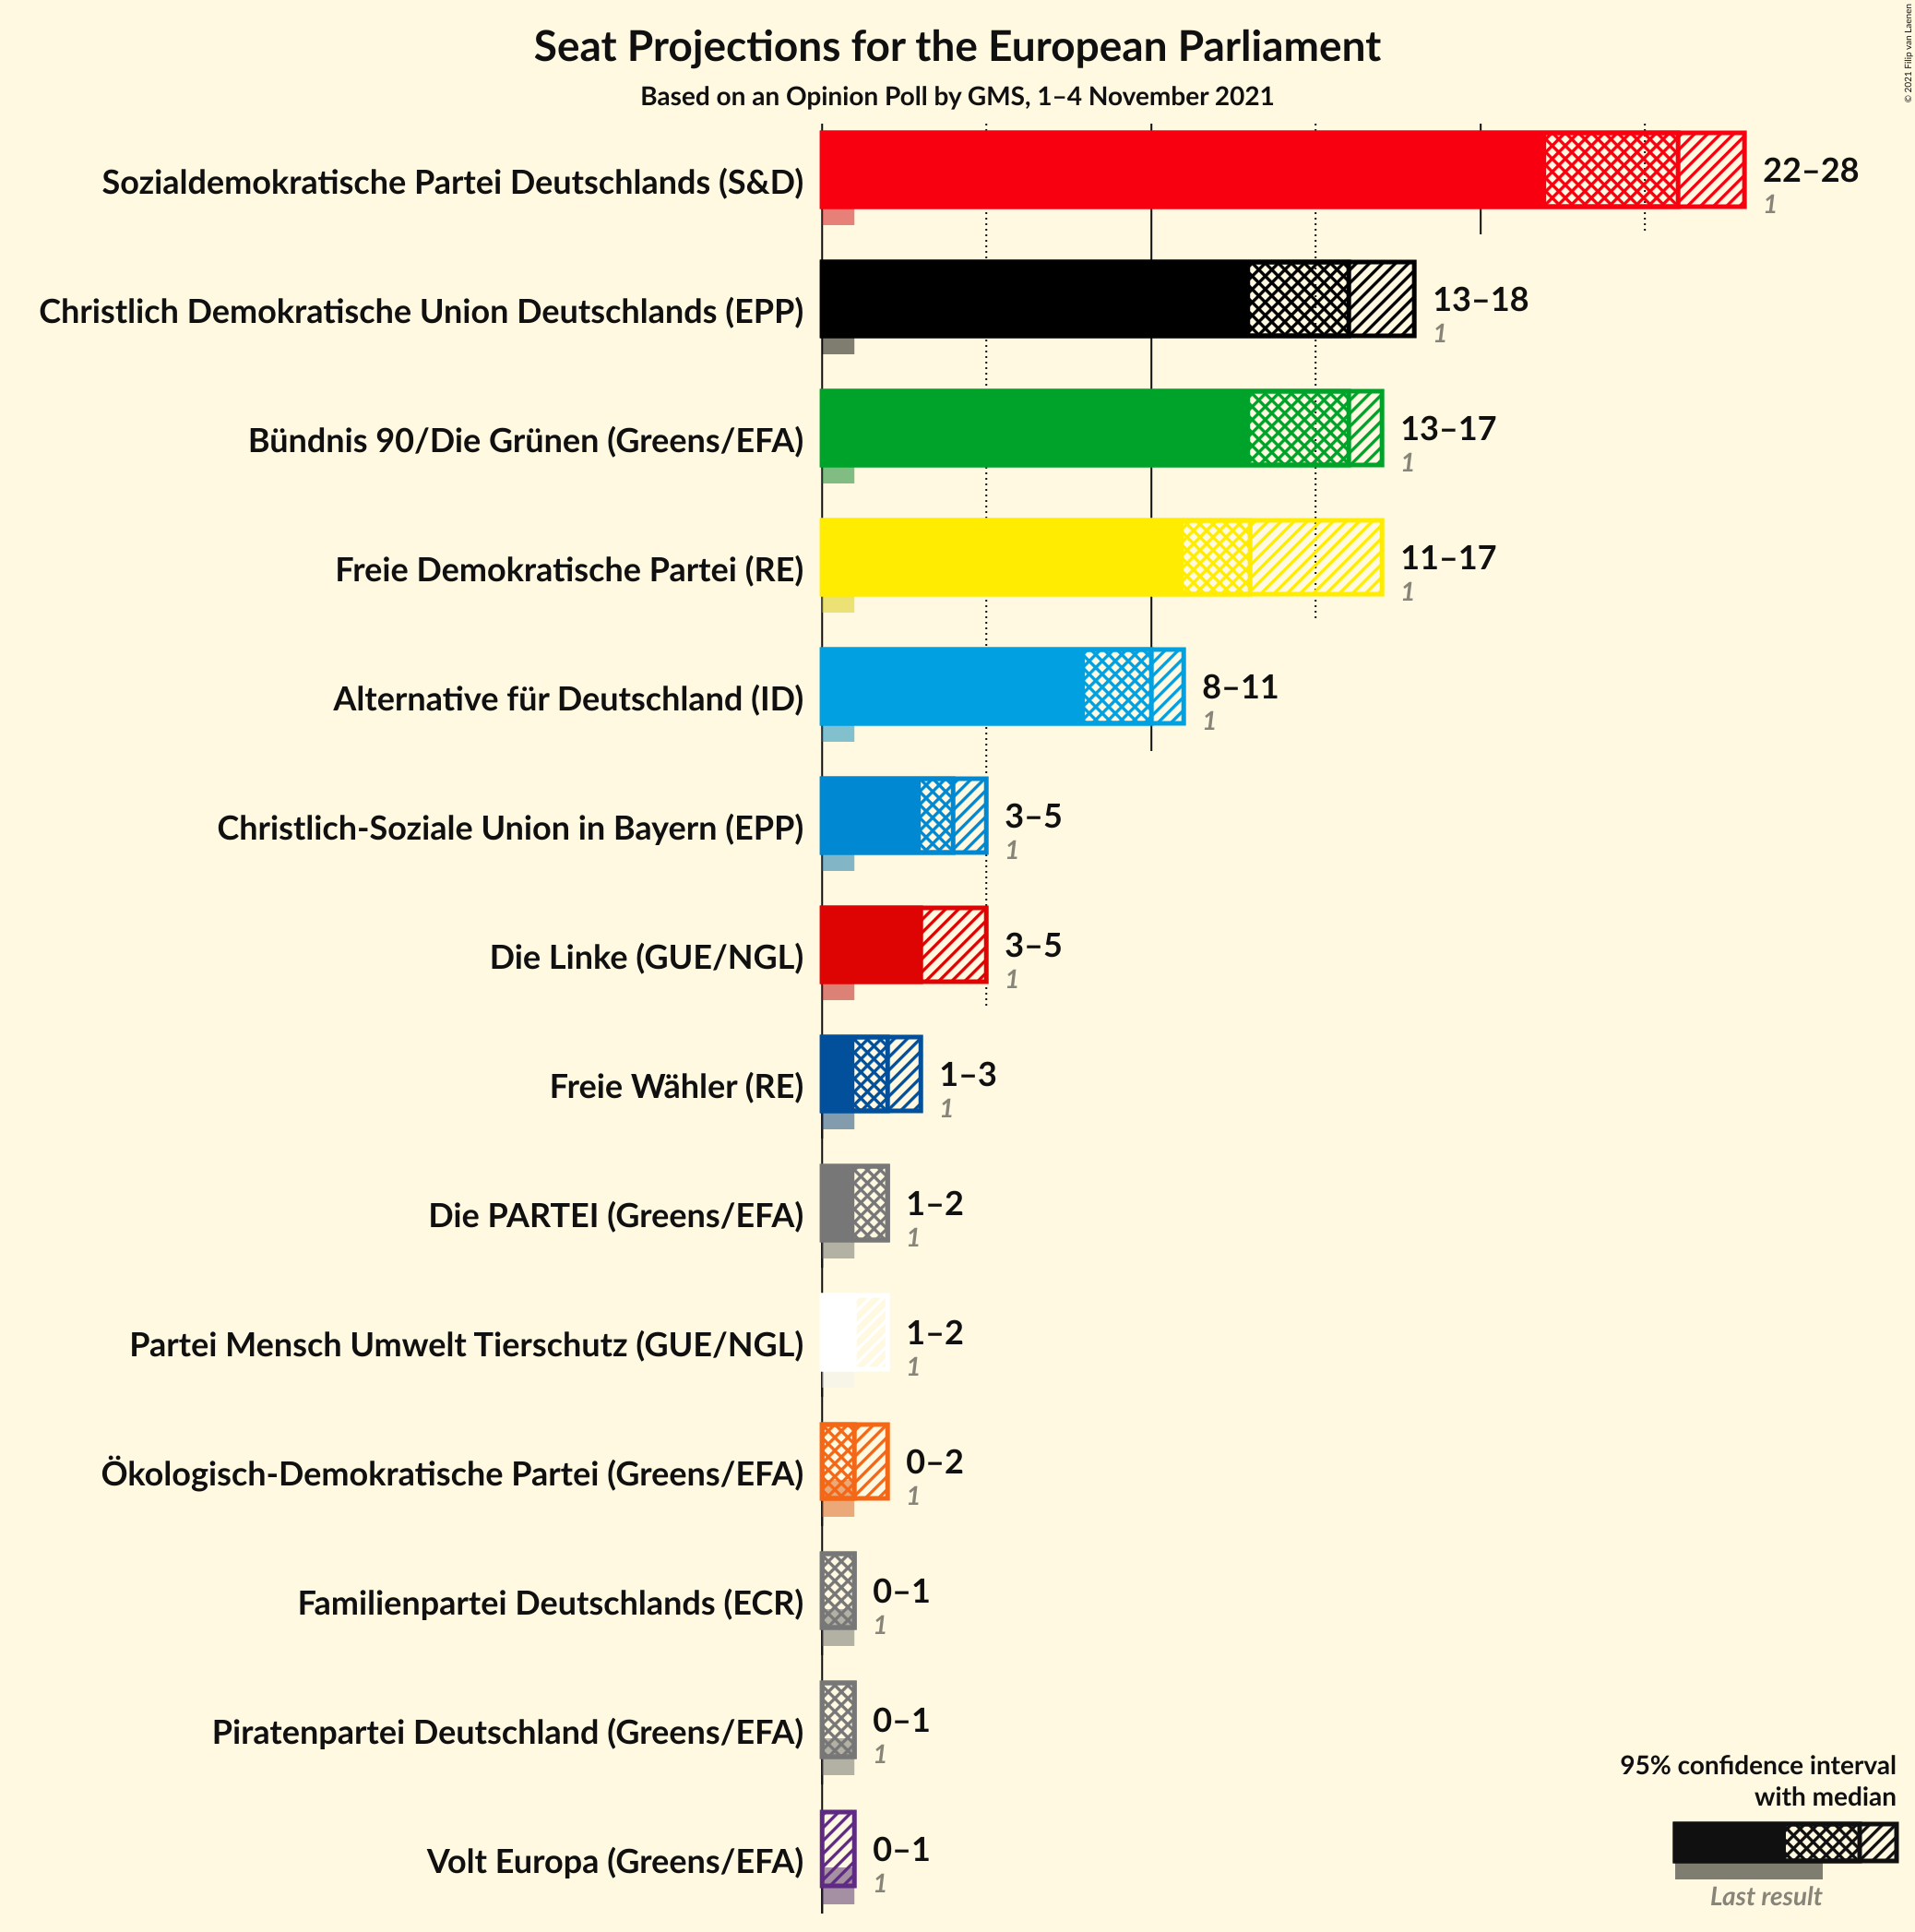 Seat Projections for the European Parliament
Based on an Opinion Poll by GMS, 1–4 November 2021
© 2021 Filip van Laenen
Sozialdemokratische Partei Deutschlands (S&D)
22–28
1
Christlich Demokratische Union Deutschlands (EPP)
13–18
1
Bündnis 90/Die Grünen (Greens/EFA)
13–17
1
Freie Demokratische Partei (RE)
11–17
1
Alternative für Deutschland (ID)
8–11
1
Christlich-Soziale Union in Bayern (EPP)
3–5
1
Die Linke (GUE/NGL)
3–5
1
Freie Wähler (RE)
1–3
1
Die PARTEI (Greens/EFA)
1–2
1
Partei Mensch Umwelt Tierschutz (GUE/NGL)
1–2
1
Ökologisch-Demokratische Partei (Greens/EFA)
0–2
1
Familienpartei Deutschlands (ECR)
0–1
1
Piratenpartei Deutschland (Greens/EFA)
0–1
1
Volt Europa (Greens/EFA)
0–1
1
95% confidence interval
with median
Last result